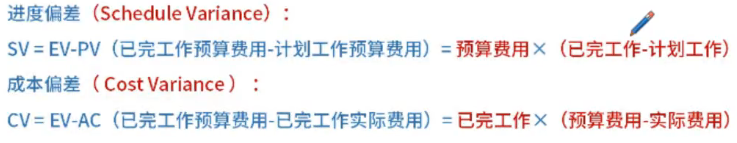 进度偏差（Schedule Variance）：
SV = EV-PV（已完工作预算费用-计划工作预算费用）= 预算费用×（已完工作-计划工作）
成本偏差（ Cost Variance ）：
CV = EV-AC（已完工作预算费用-已完工作实际费用）= 已完工作×（预算费用-实际费用）